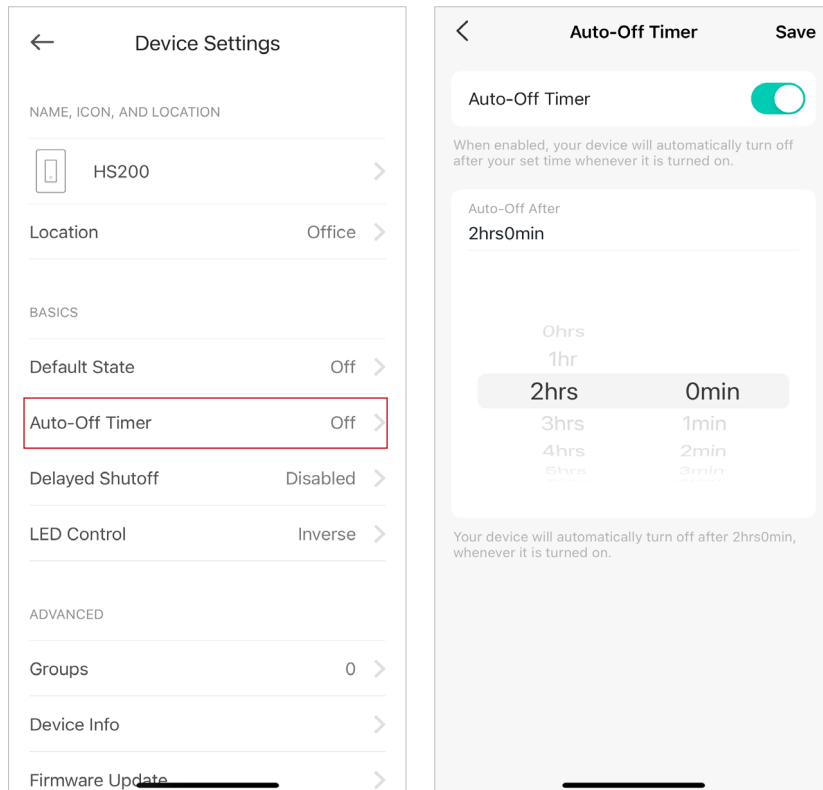 Device Settings
NAME, ICON, AND LOCATION
HS200
Location Office
BASICS
Default State Off
Auto-Off Timer Off
Delayed Shutoff Disabled
LED Control Inverse
ADVANCED
Groups 0
Device Info
Firmware Update
Auto-Off Timer Save
Auto-Off Timer
When enabled, your device will automatically turn off
after your set time whenever it is turned on.
Auto-Off After
2hrs0min
0hrs
1hr
2hrs 0min
3hrs 1min
4hrs 2min
5hrs 3min
Your device will automatically turn off after 2hrs0min,
whenever it is turned on.